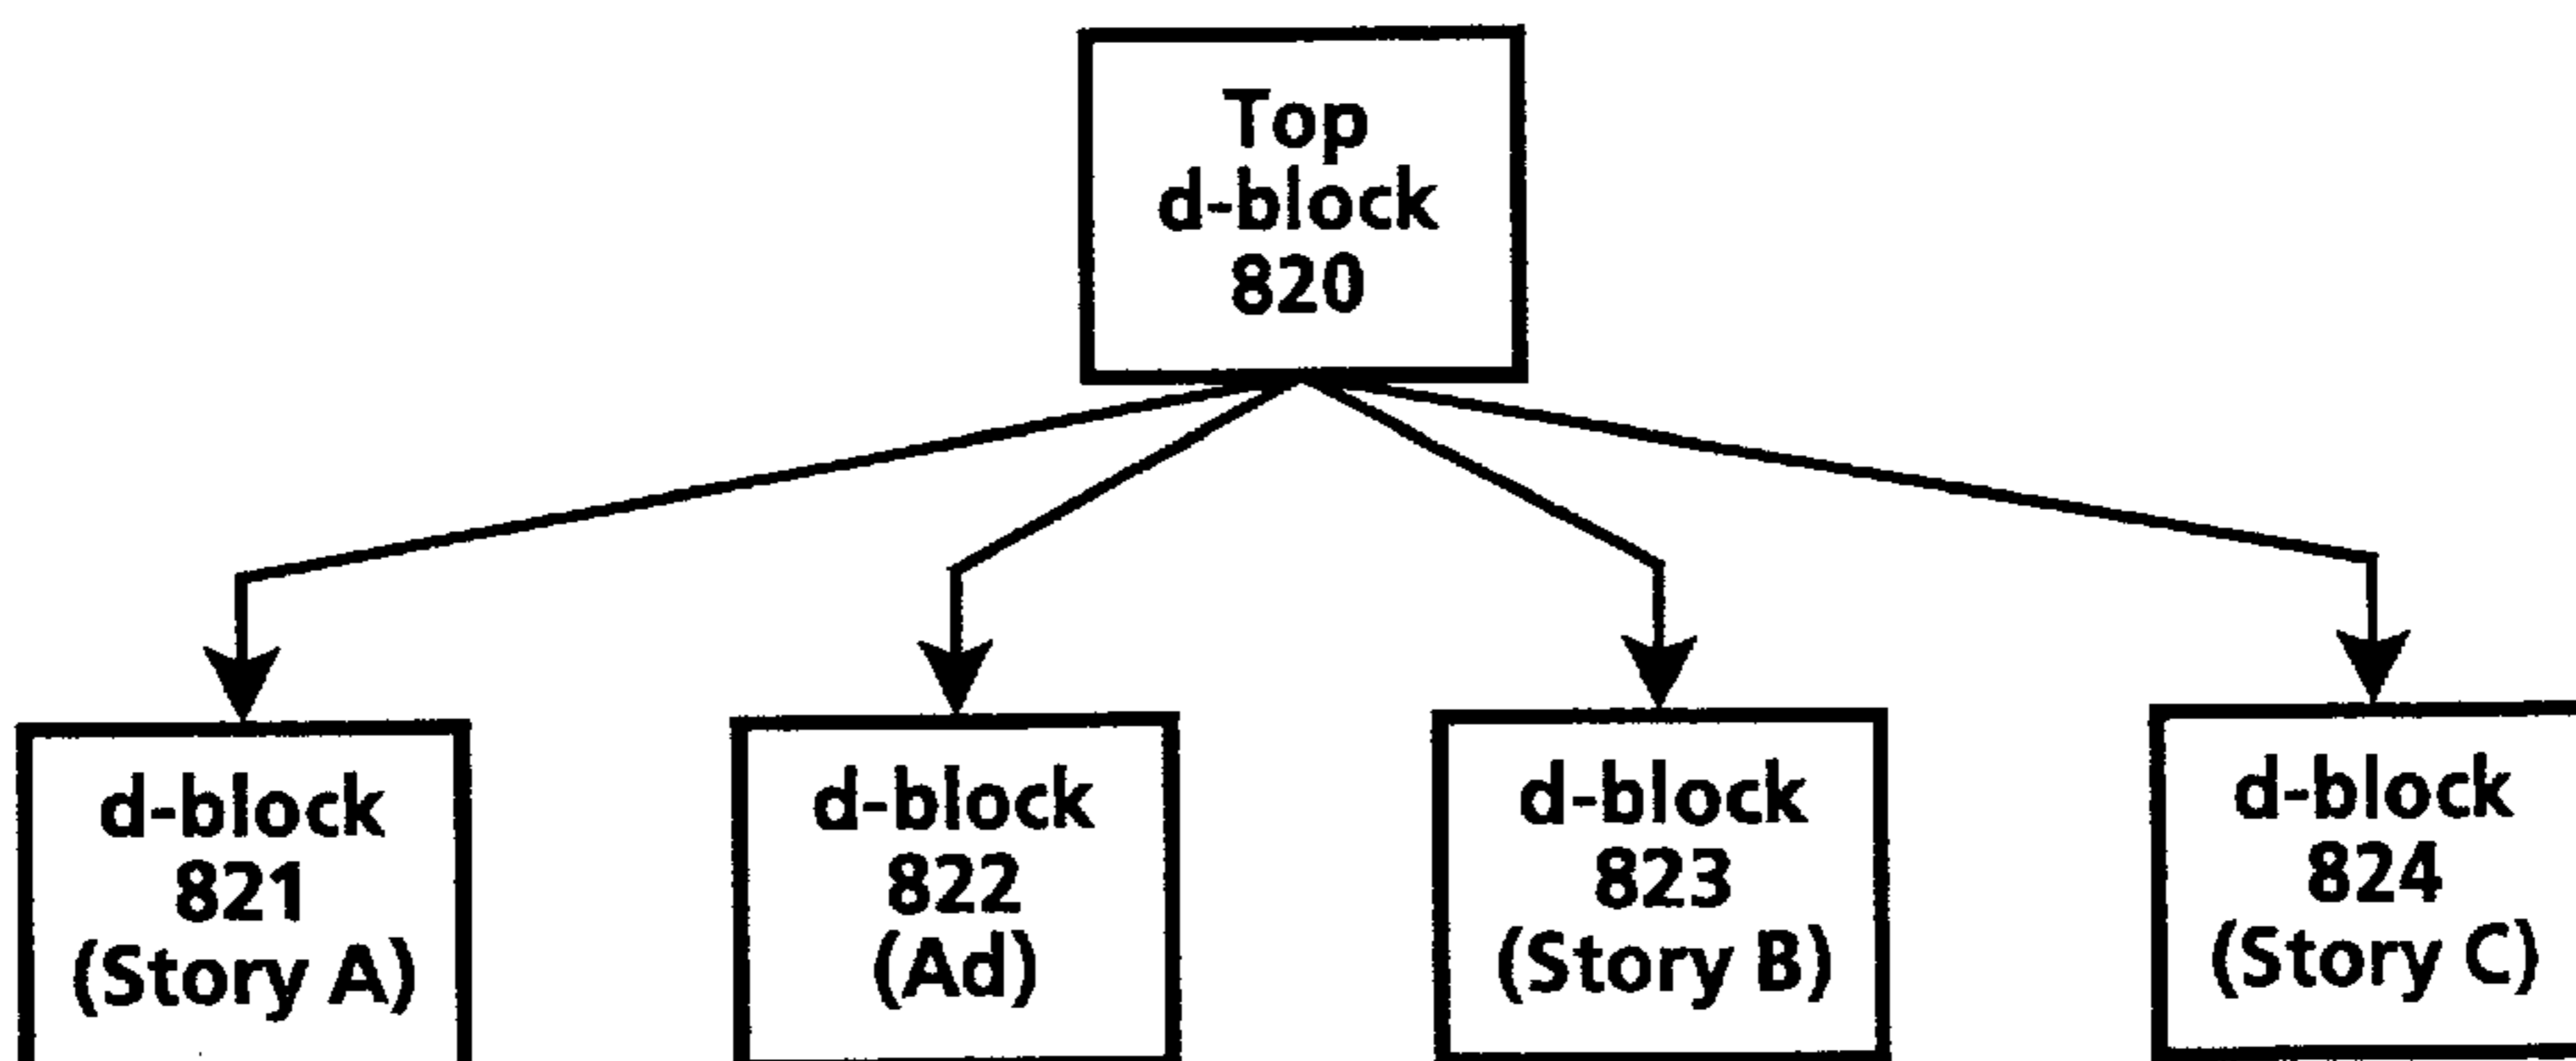 Top
d-block
820
d-block
821
(Story A)
d-block
822
(Ad)
d-block
823
(Story B)
d-block
824
(Story C)